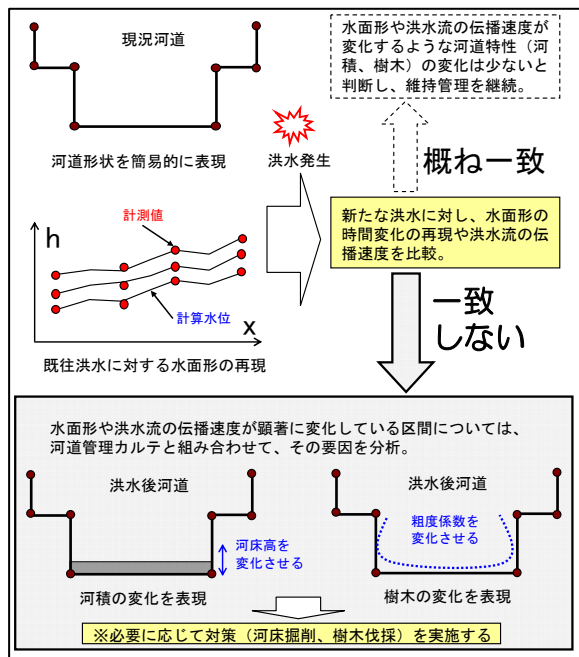 現況河道
河道形状を簡易的に表現
水面形や洪水流の伝播速度が
変化するような河道特性（河
積、樹木）の変化は少ないと
判断し、維持管理を継続。
洪水発生
概ね一致
h
計測値
計算水位
x
既往洪水に対する水面形の再現
新たな洪水に対し、水面形の
時間変化の再現や洪水流の伝
播速度を比較。
一致
しない
水面形や洪水流の伝播速度が顕著に変化している区間については、
河道管理カルテと組み合わせて、その要因を分析。
洪水後河道
河床高を
変化させる
河積の変化を表現
洪水後河道
粗度係数を
変化させる
樹木の変化を表現
※必要に応じて対策（河床掘削、樹木伐採）を実施する